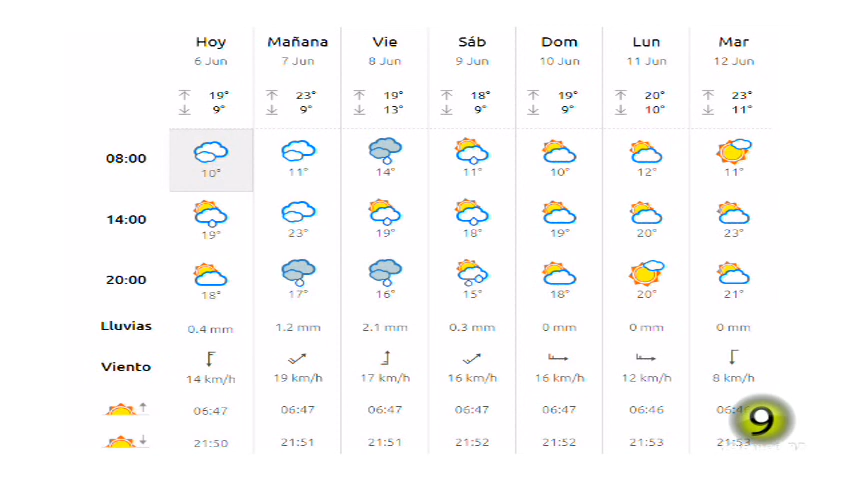 Hoy Mañana Vie Sáb Dom Lun Mar
6 Jun 7 Jun 8 Jun 9 Jun 10 Jun 11 Jun 12 Jun
19° 23° 19° 18° 19° 20° 23°
9° 9° 13° 9° 9° 10° 11°
08:00
10° 11° 14° 11° 10° 12° 11°
14:00
19° 23° 19° 18° 19° 20° 23°
20:00
18° 17° 16° 15° 18° 20° 21°
Lluvias 0.4 mm 1.2 mm 2.1 mm 0.3 mm 0 mm 0 mm 0 mm
Viento
14 km/h 19 km/h 17 km/h 16 km/h 16 km/h 12 km/h 8 km/h
06:47 06:47 06:47 06:47 06:47 06:46
21:50 21:51 21:51 21:52 21:52 21:53 21:53
9